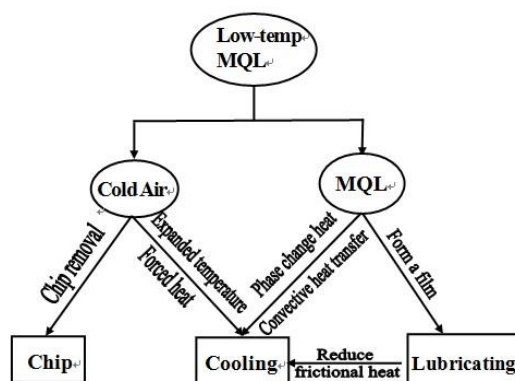 Low-temp
MQL
Cold Air
MQL
Chip removal
Expanded temperature
Forced heat
Phase change heat
Convective heat transfer
Form a film
Chip
Cooling
Reduce
frictional heat
Lubricating